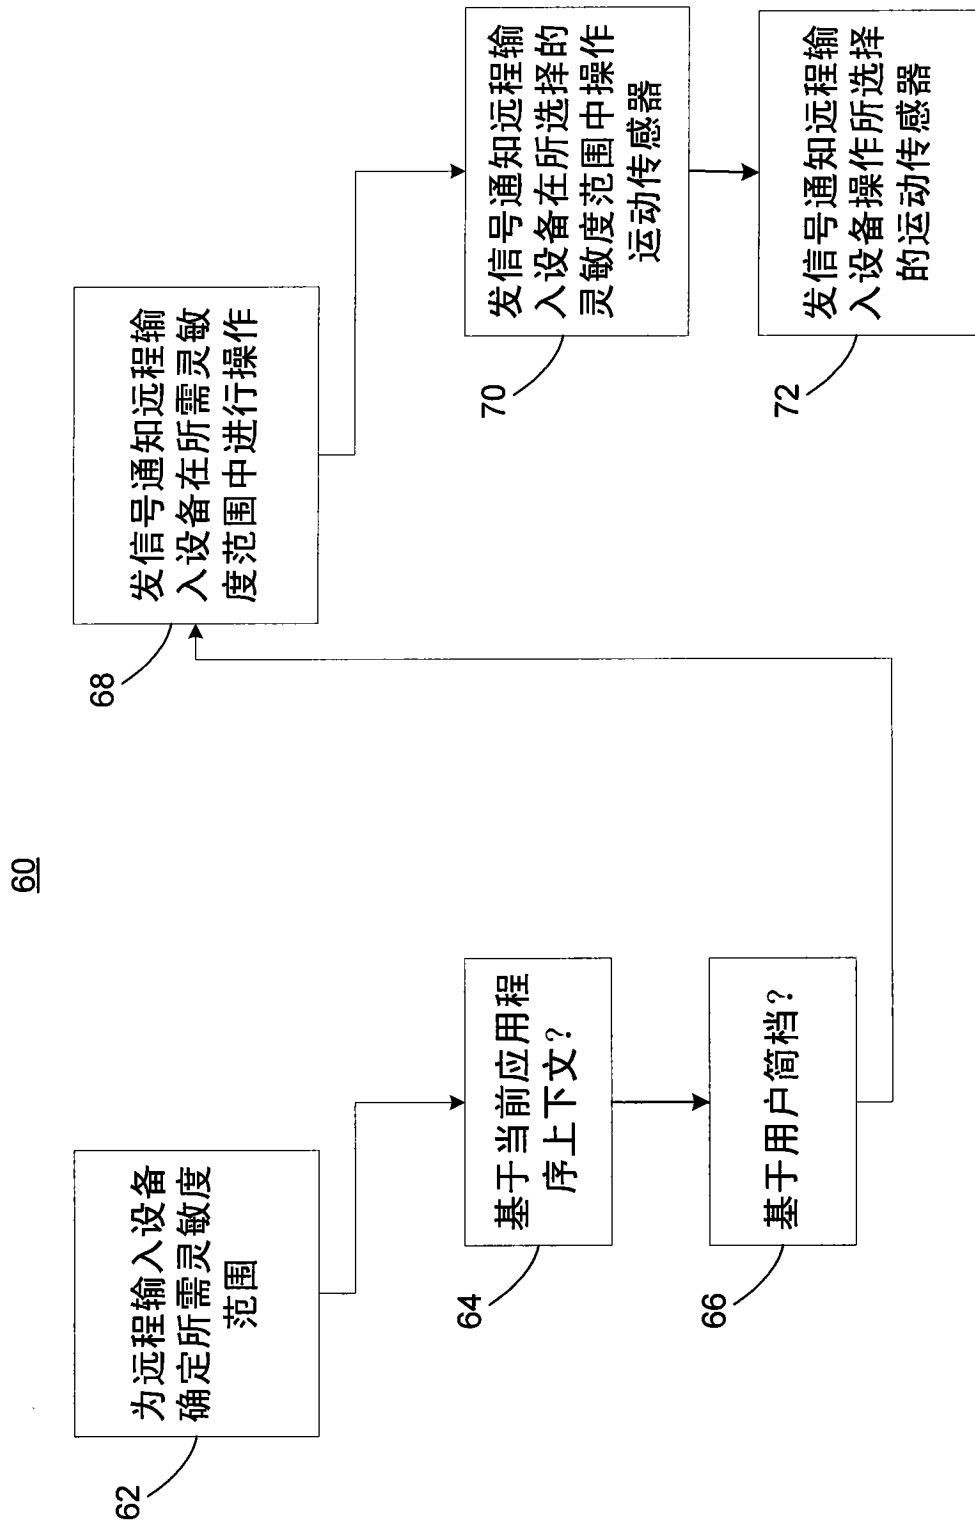 60
62
为远程输入设备
确定所需灵敏度
范围
64
基于当前应用程
序上下文？
66
基于用户简档？
68
发信号通知远程输
入设备在所需灵敏
度范围中进行操作
70
发信号通知远程输
入设备在所选择的
灵敏度范围中操作
运动传感器
72
发信号通知远程输
入设备操作所选择
的运动传感器